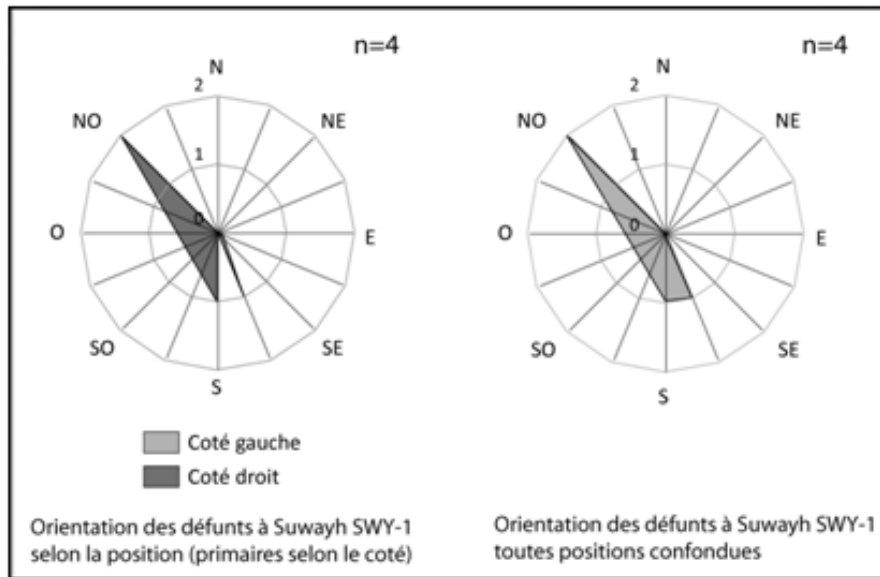 n=4
N
2
NO
NE
1
0
O
E
SO
SE
S
Coté gauche
Coté droit
Orientation des défunts à Suwayh SWY-1
selon la position (primaires selon le coté)
n=4
N
2
NO
NE
1
0
O
E
SO
SE
S
Orientation des défunts à Suwayh SWY-1
toutes positions confondues